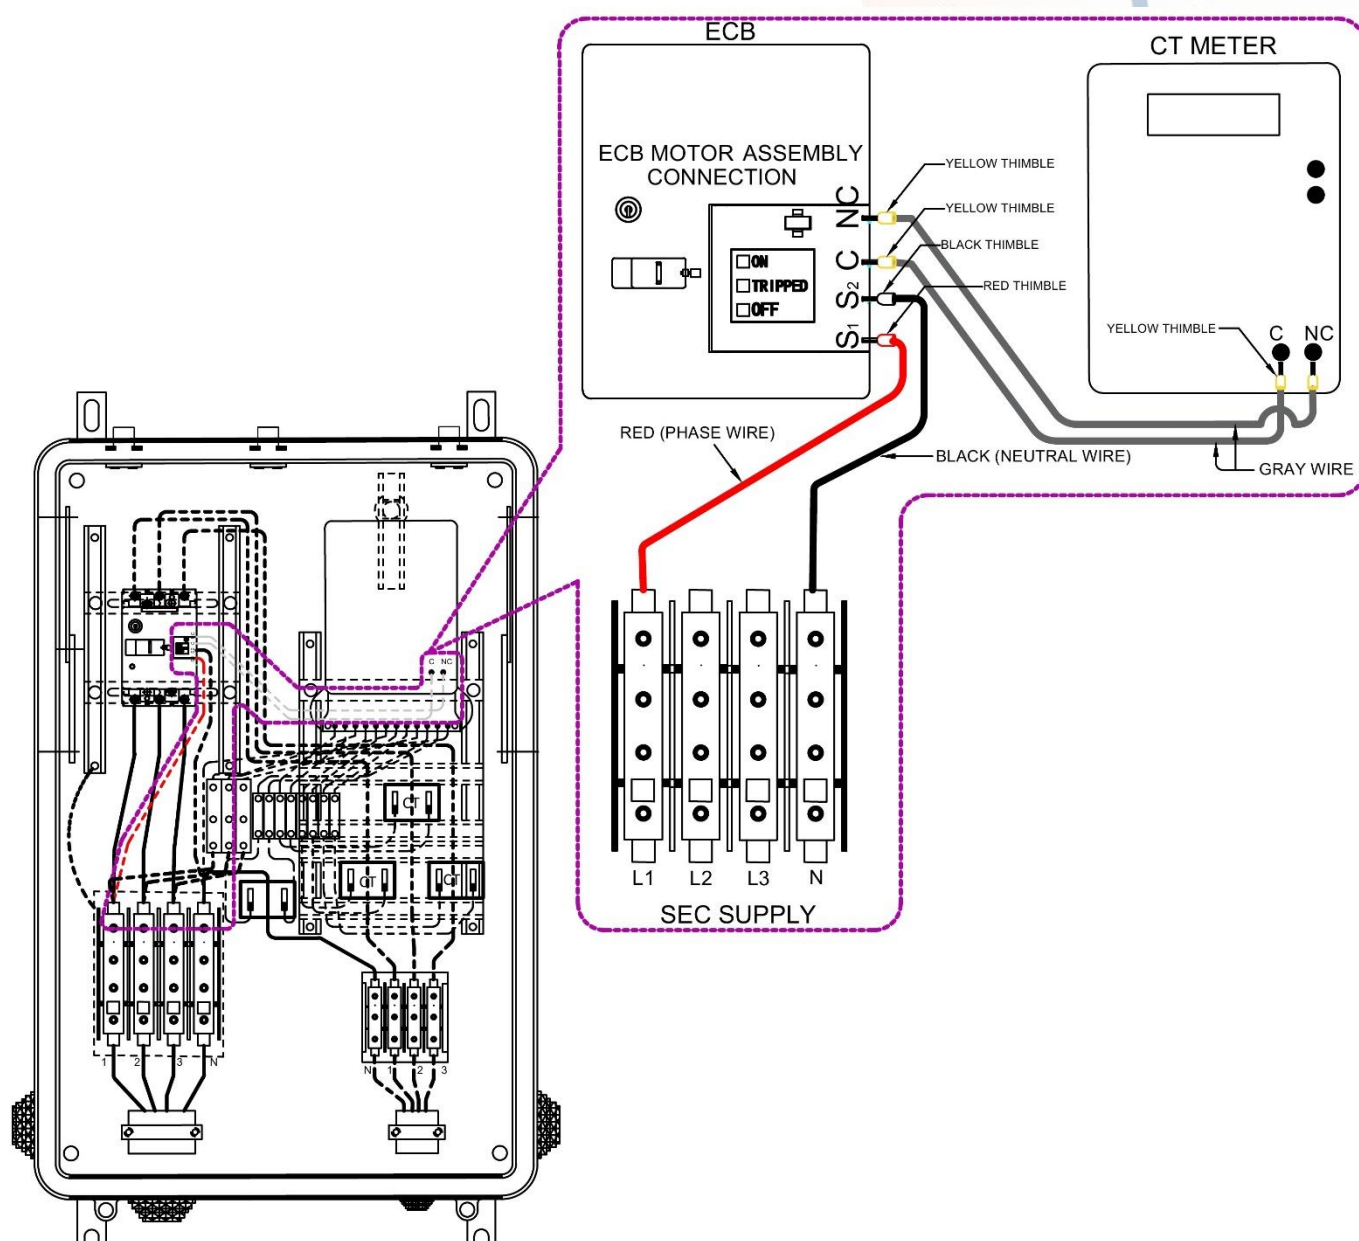 ECB
CT METER
ECB MOTOR ASSEMBLY
CONNECTION
NC
C
S2
S1
ON
TRIPPED
OFF
YELLOW THIMBLE
YELLOW THIMBLE
BLACK THIMBLE
RED THIMBLE
YELLOW THIMBLE
C NC
RED (PHASE WIRE)
BLACK (NEUTRAL WIRE)
GRAY WIRE
L1 L2 L3 N
SEC SUPPLY
C NC
CT
CT
CT
1 2 3 N
N 1 2 3